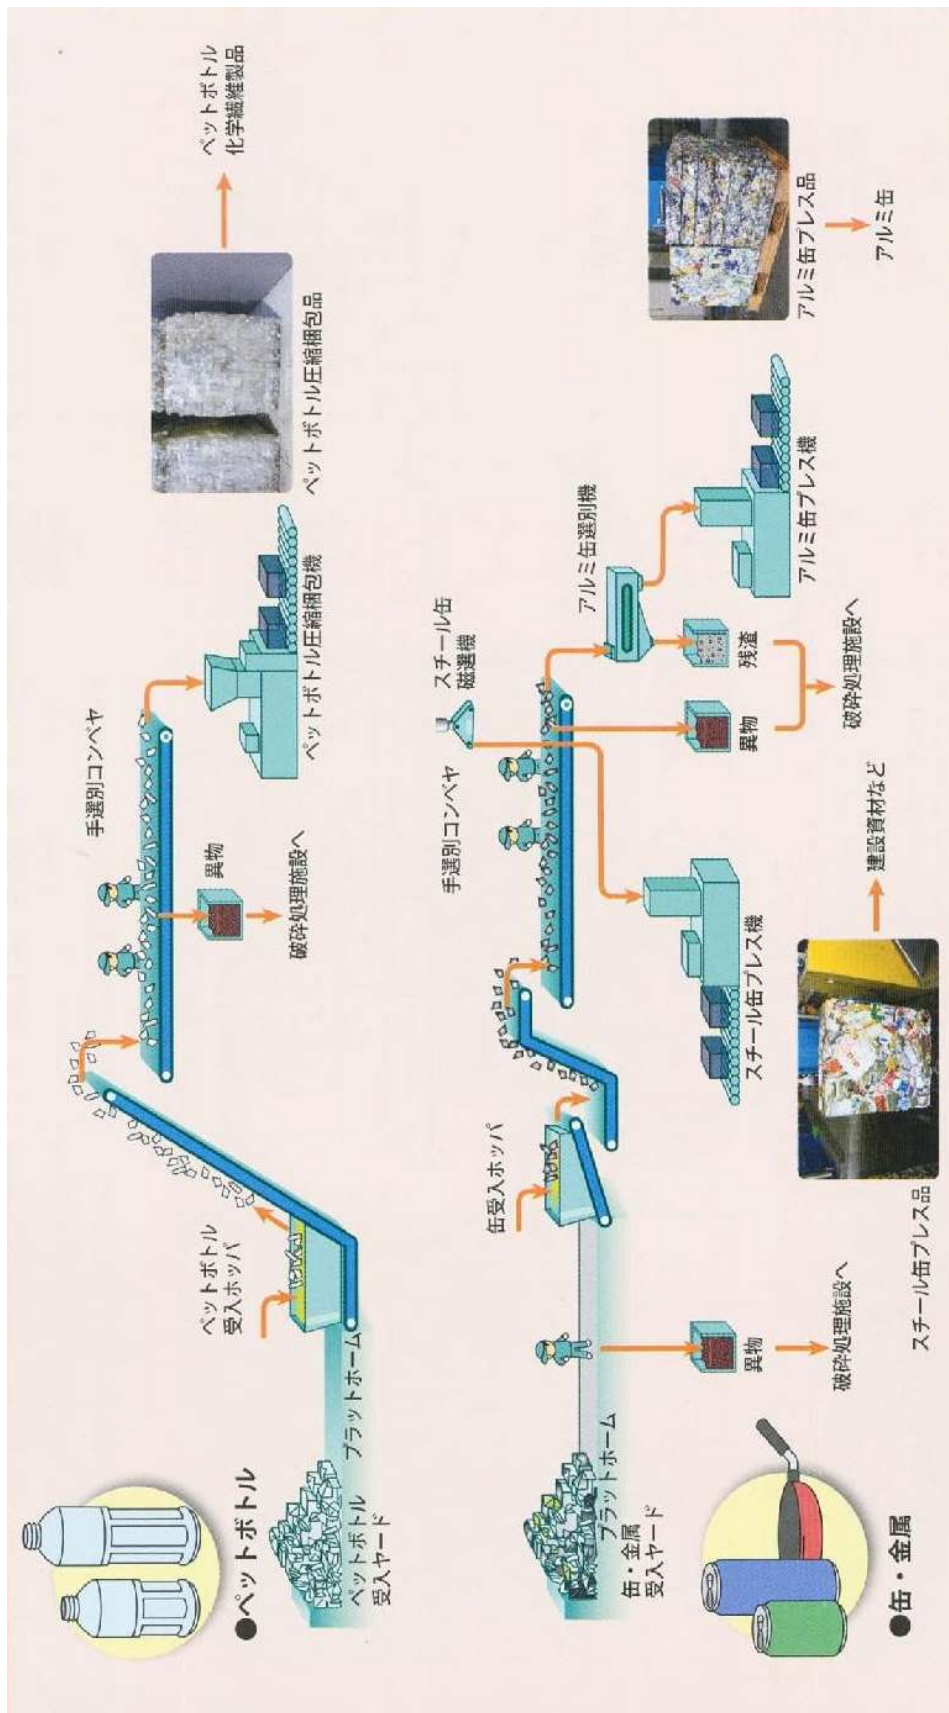 ●ペットボトル
ペットボトル
受入ヤード
プラットホーム
ペットボトル
受入ホッパ
手選別コンベヤ
異物
破砕処理施設へ
ペットボトル圧縮梱包機
ペットボトル圧縮梱包品
ペットボトル
化学繊維製品
●缶・金属
缶・金属
受入ヤード
プラットホーム
異物
破砕処理施設へ
缶受入ホッパ
手選別コンベヤ
スチール缶
磁選機
スチール缶プレス機
スチール缶プレス品
建設資材など
異物
残渣
破砕処理施設へ
アルミ缶選別機
アルミ缶プレス機
アルミ缶プレス品
アルミ缶